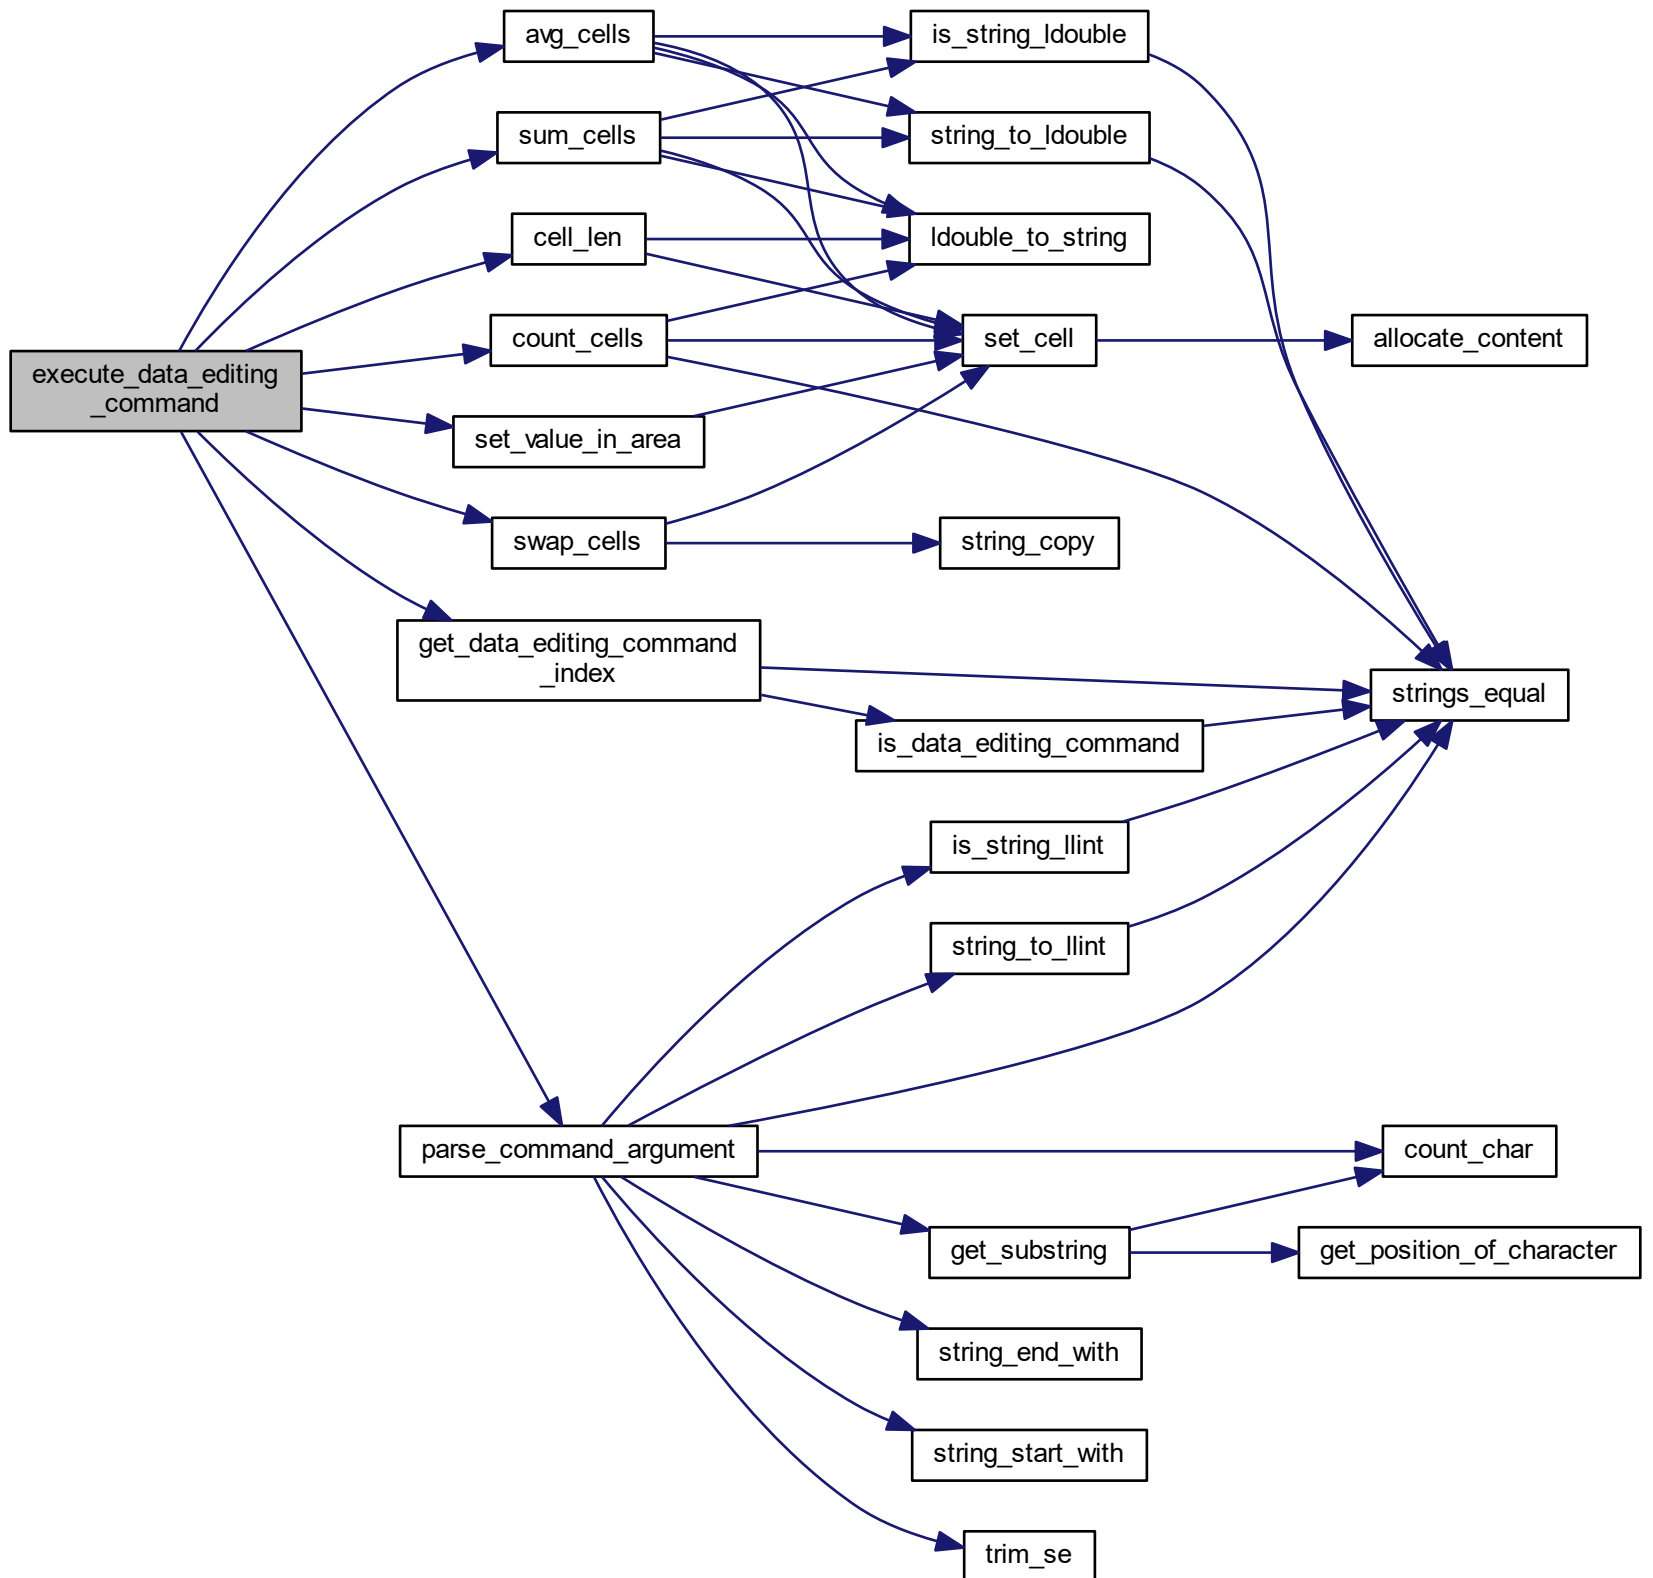 avg_cells
is_string_ldouble
sum_cells
string_to_ldouble
cell_len
ldouble_to_string
count_cells
set_cell
allocate_content
execute_data_editing
_command
set_value_in_area
swap_cells
string_copy
get_data_editing_command
_index
strings_equal
is_data_editing_command
is_string_llint
string_to_llint
parse_command_argument
count_char
get_substring
get_position_of_character
string_end_with
string_start_with
trim_se